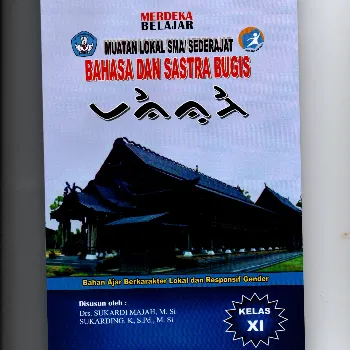 MERDEKA
BELAJAR
MUATAN LOKAL SMA/ SEDERAJAT
BAHASA DAN SASTRA BUGIS
Bahan Ajar Berkarakter Lokal dan Responsif Gender
Disusun oleh :
Drs. SUKARDI MAJAH, M. Si
SUKARDING. K, S.Pd., M. Si
KELAS
XI